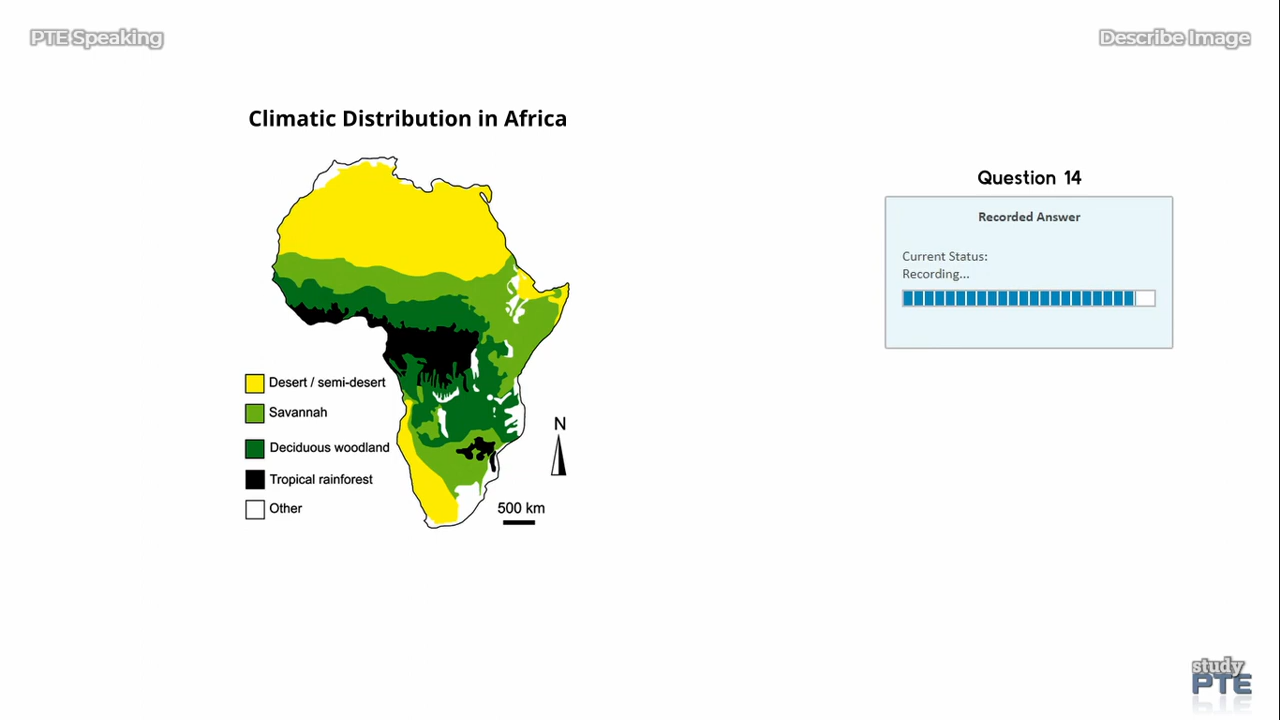 PTE Speaking
Describe Image
Climatic Distribution in Africa
Question 14
Recorded Answer
Current Status:
Recording...
Desert / semi-desert
Savannah
Deciduous woodland
Tropical rainforest
Other
N
500 km
study
PTE